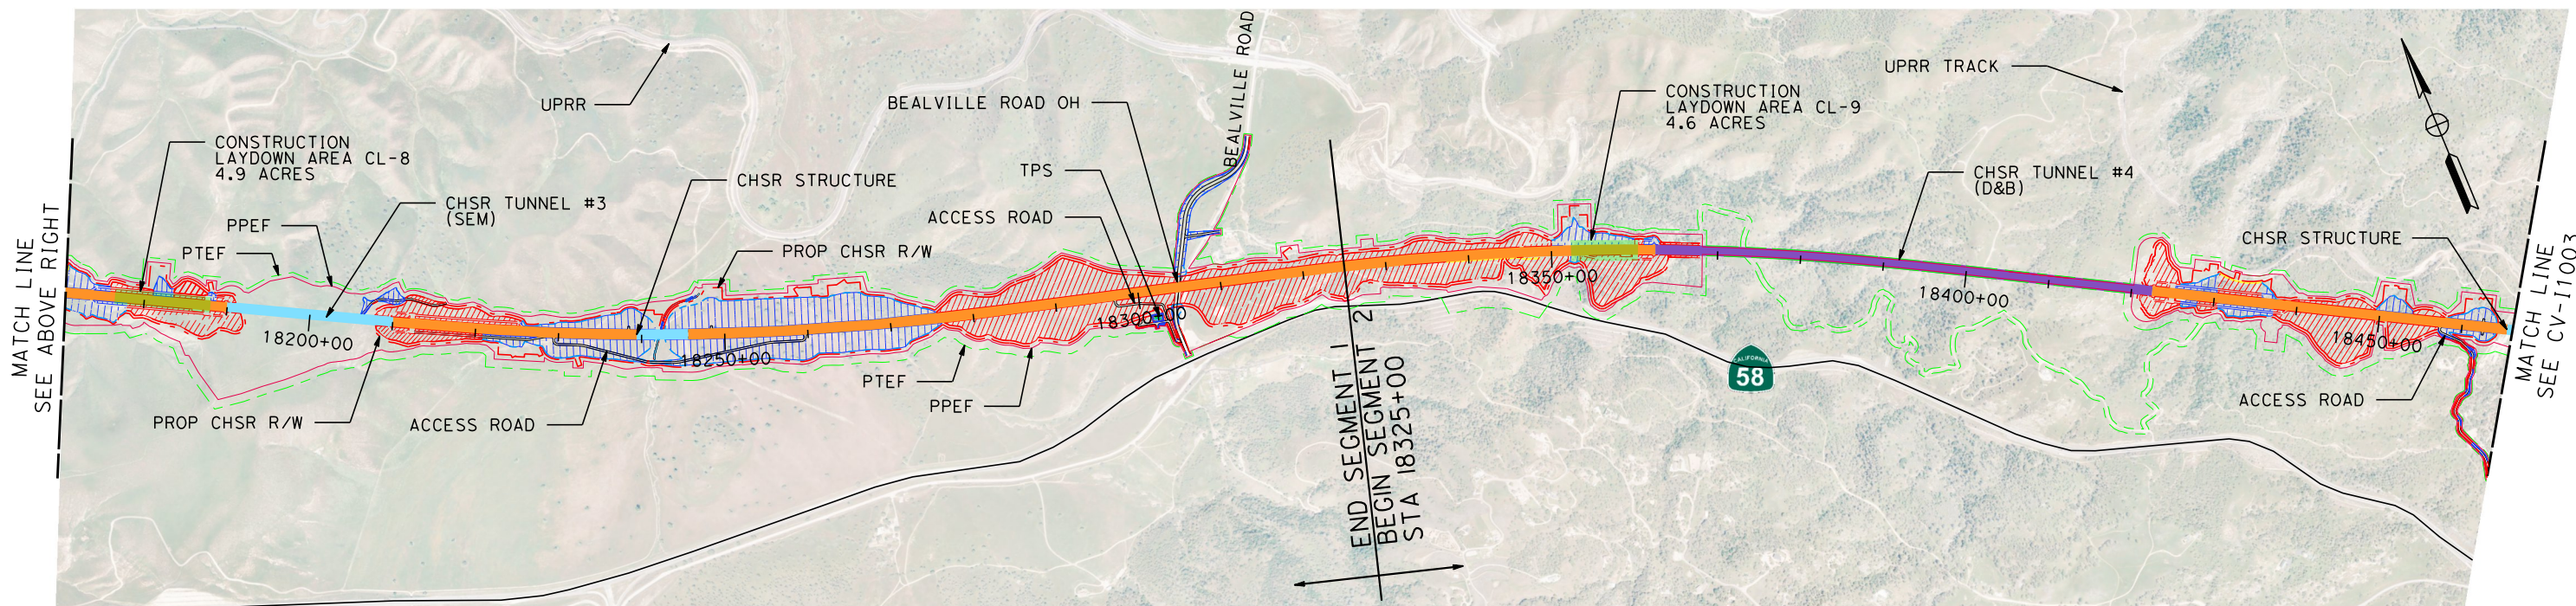 MATCH LINE
SEE ABOVE RIGHT
CONSTRUCTION
LAYDOWN AREA CL-8
4.9 ACRES
PPEF
PTEF
CHSR TUNNEL #3
(SEM)
18200+00
PROP CHSR R/W
ACCESS ROAD
UPRR
CHSR STRUCTURE
PROP CHSR R/W
18250+00
BEALVILLE ROAD OH
TPS
ACCESS ROAD
BEALVILLE ROAD
18300+00
PTEF
PPEF
END SEGMENT 1
BEGIN SEGMENT 2
STA 18325+00
CONSTRUCTION
LAYDOWN AREA CL-9
4.6 ACRES
18350+00
CALIFORNIA
58
UPRR TRACK
CHSR TUNNEL #4
(D&B)
18400+00
CHSR STRUCTURE
18450+00
ACCESS ROAD
MATCH LINE
SEE CV-I1003